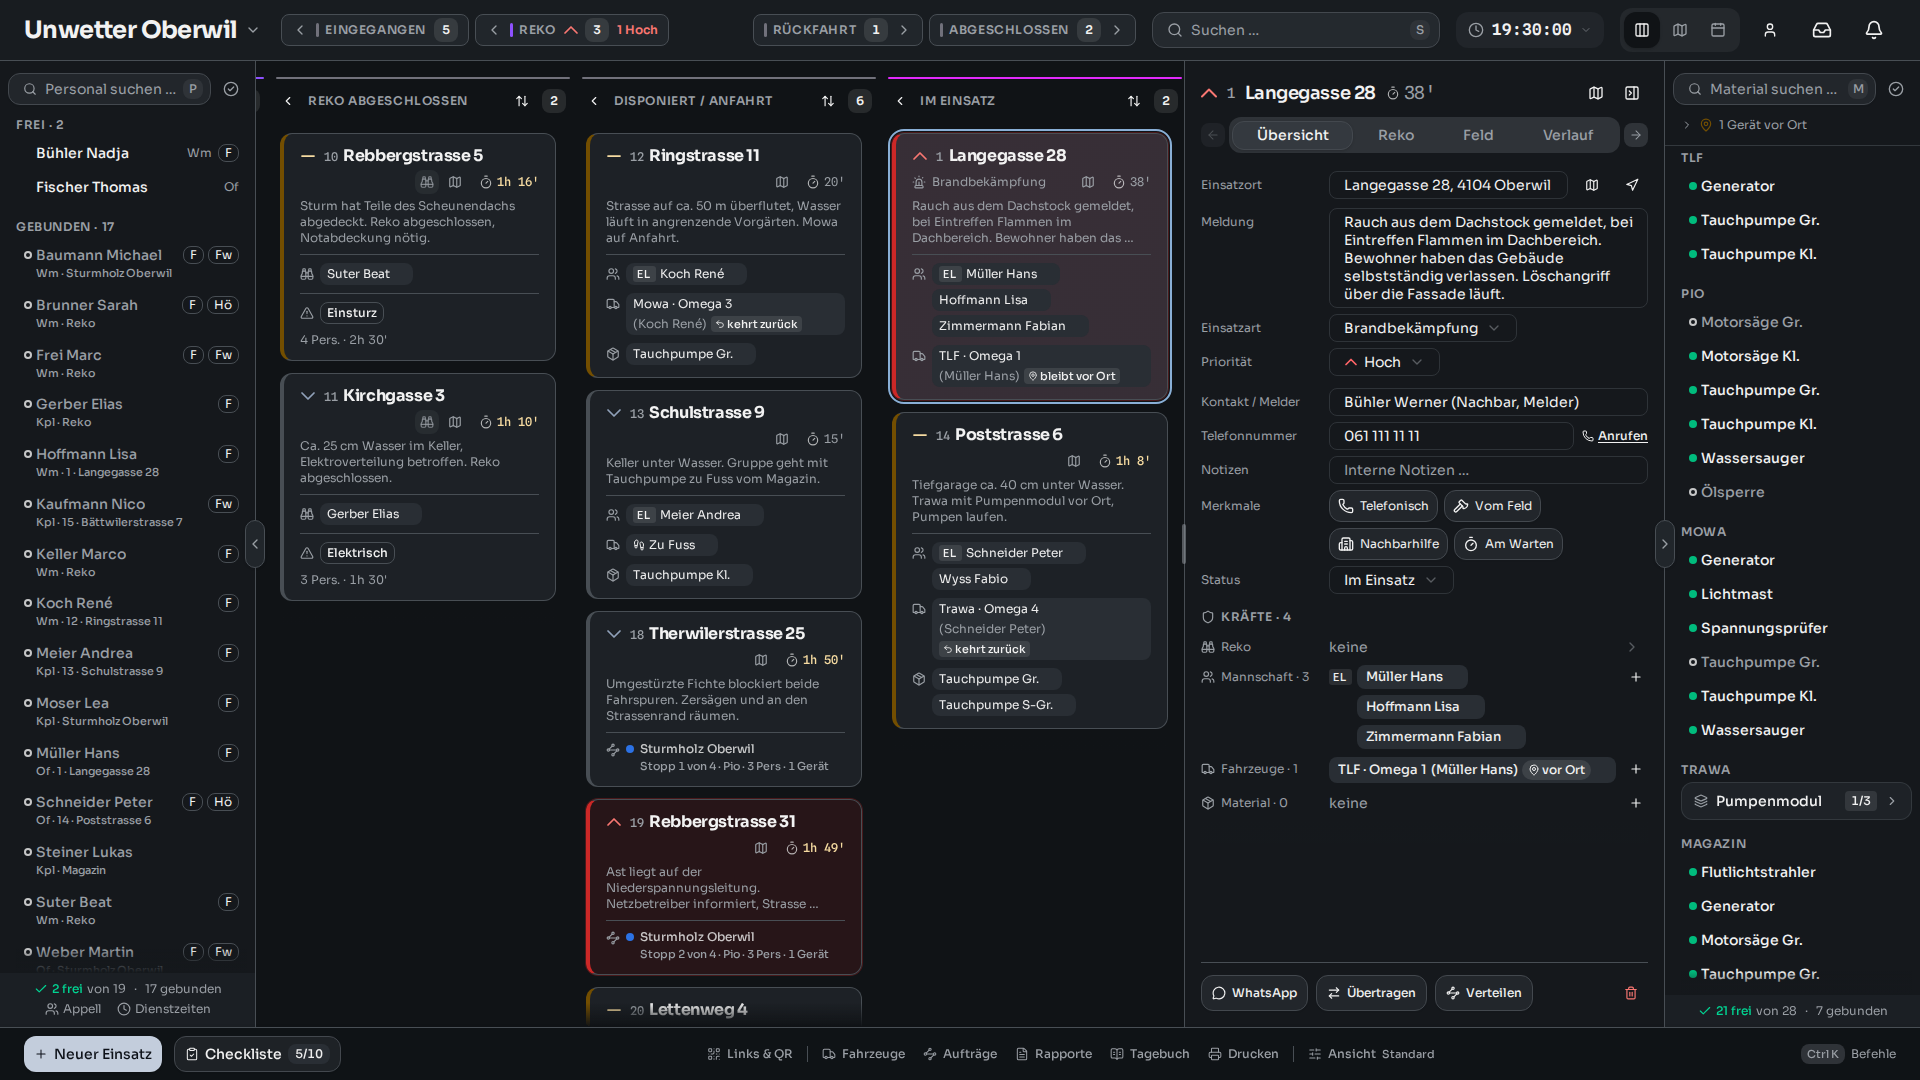 Unwetter Oberwil
EINGEGANGEN 5
REKO 3 1 Hoch
RÜCKFAHRT 1
ABGESCHLOSSEN 2
Suchen ... S
19:30:00
Personal suchen ... P
FREI · 2
Bühler Nadja Wm F
Fischer Thomas Of
GEBUNDEN · 17
Baumann Michael F Fw
Wm · Sturmholz Oberwil
Brunner Sarah F Hö
Wm · Reko
Frei Marc F Fw
Wm · Reko
Gerber Elias F
Kpl · Reko
Hoffmann Lisa F
Wm · 1 · Langegasse 28
Kaufmann Nico Fw
Kpl · 15 · Bättwilerstrasse 7
Keller Marco F
Wm · Reko
Koch René F
Wm · 12 · Ringstrasse 11
Meier Andrea F
Kpl · 13 · Schulstrasse 9
Moser Lea F
Kpl · Sturmholz Oberwil
Müller Hans F
Of · 1 · Langegasse 28
Schneider Peter F Hö
Of · 14 · Poststrasse 6
Steiner Lukas
Kpl · Magazin
Suter Beat F
Wm · Reko
Weber Martin F Fw
Of · Sturmholz Oberwil
2 frei von 19 · 17 gebunden
Appell Dienstzeiten
REKO ABGESCHLOSSEN 2
10 Rebbergstrasse 5
1h 16'
Sturm hat Teile des Scheunendachs
abgedeckt. Reko abgeschlossen,
Notabdeckung nötig.
Suter Beat
Einsturz
4 Pers. · 2h 30'
11 Kirchgasse 3
1h 10'
Ca. 25 cm Wasser im Keller,
Elektroverteilung betroffen. Reko
abgeschlossen.
Gerber Elias
Elektrisch
3 Pers. · 1h 30'
DISPONIERT / ANFAHRT 6
12 Ringstrasse 11
20'
Strasse auf ca. 50 m überflutet, Wasser
läuft in angrenzende Vorgärten. Mowa
auf Anfahrt.
EL Koch René
Mowa · Omega 3
(Koch René) kehrt zurück
Tauchpumpe Gr.
13 Schulstrasse 9
15'
Keller unter Wasser. Gruppe geht mit
Tauchpumpe zu Fuss vom Magazin.
EL Meier Andrea
Zu Fuss
Tauchpumpe Kl.
18 Therwilerstrasse 25
1h 50'
Umgestürzte Fichte blockiert beide
Fahrspuren. Zersägen und an den
Strassenrand räumen.
Sturmholz Oberwil
Stopp 1 von 4 · Pio · 3 Pers · 1 Gerät
19 Rebbergstrasse 31
1h 49'
Ast liegt auf der
Niederspannungsleitung.
Netzbetreiber informiert, Strasse ...
Sturmholz Oberwil
Stopp 2 von 4 · Pio · 3 Pers · 1 Gerät
20 Lettenweg 4
IM EINSATZ 2
1 Langegasse 28
Brandbekämpfung 38'
Rauch aus dem Dachstock gemeldet,
bei Eintreffen Flammen im
Dachbereich. Bewohner haben das ...
EL Müller Hans
Hoffmann Lisa
Zimmermann Fabian
TLF · Omega 1
(Müller Hans) bleibt vor Ort
14 Poststrasse 6
1h 8'
Tiefgarage ca. 40 cm unter Wasser.
Trawa mit Pumpenmodul vor Ort,
Pumpen laufen.
EL Schneider Peter
Wyss Fabio
Trawa · Omega 4
(Schneider Peter)
kehrt zurück
Tauchpumpe Gr.
Tauchpumpe S-Gr.
1 Langegasse 28 38'
Übersicht Reko Feld Verlauf
Einsatzort Langegasse 28, 4104 Oberwil
Meldung Rauch aus dem Dachstock gemeldet, bei
Eintreffen Flammen im Dachbereich.
Bewohner haben das Gebäude
selbstständig verlassen. Löschangriff
über die Fassade läuft.
Einsatzart Brandbekämpfung
Priorität Hoch
Kontakt / Melder Bühler Werner (Nachbar, Melder)
Telefonnummer 061 111 11 11 Anrufen
Notizen Interne Notizen ...
Merkmale Telefonisch Vom Feld
Nachbarhilfe Am Warten
Status Im Einsatz
KRÄFTE · 4
Reko keine
Mannschaft · 3 EL Müller Hans
Hoffmann Lisa
Zimmermann Fabian
Fahrzeuge · 1 TLF · Omega 1 (Müller Hans) vor Ort
Material · 0 keine
WhatsApp Übertragen Verteilen
Material suchen ... M
1 Gerät vor Ort
TLF
Generator
Tauchpumpe Gr.
Tauchpumpe Kl.
PIO
Motorsäge Gr.
Motorsäge Kl.
Tauchpumpe Gr.
Tauchpumpe Kl.
Wassersauger
Ölsperre
MOWA
Generator
Lichtmast
Spannungsprüfer
Tauchpumpe Gr.
Tauchpumpe Kl.
Wassersauger
TRAWA
Pumpenmodul 1/3
MAGAZIN
Flutlichtstrahler
Generator
Motorsäge Gr.
Tauchpumpe Gr.
21 frei von 28 · 7 gebunden
Neuer Einsatz Checkliste 5/10
Links & QR Fahrzeuge Aufträge Rapporte Tagebuch Drucken Ansicht Standard
Ctrl K Befehle